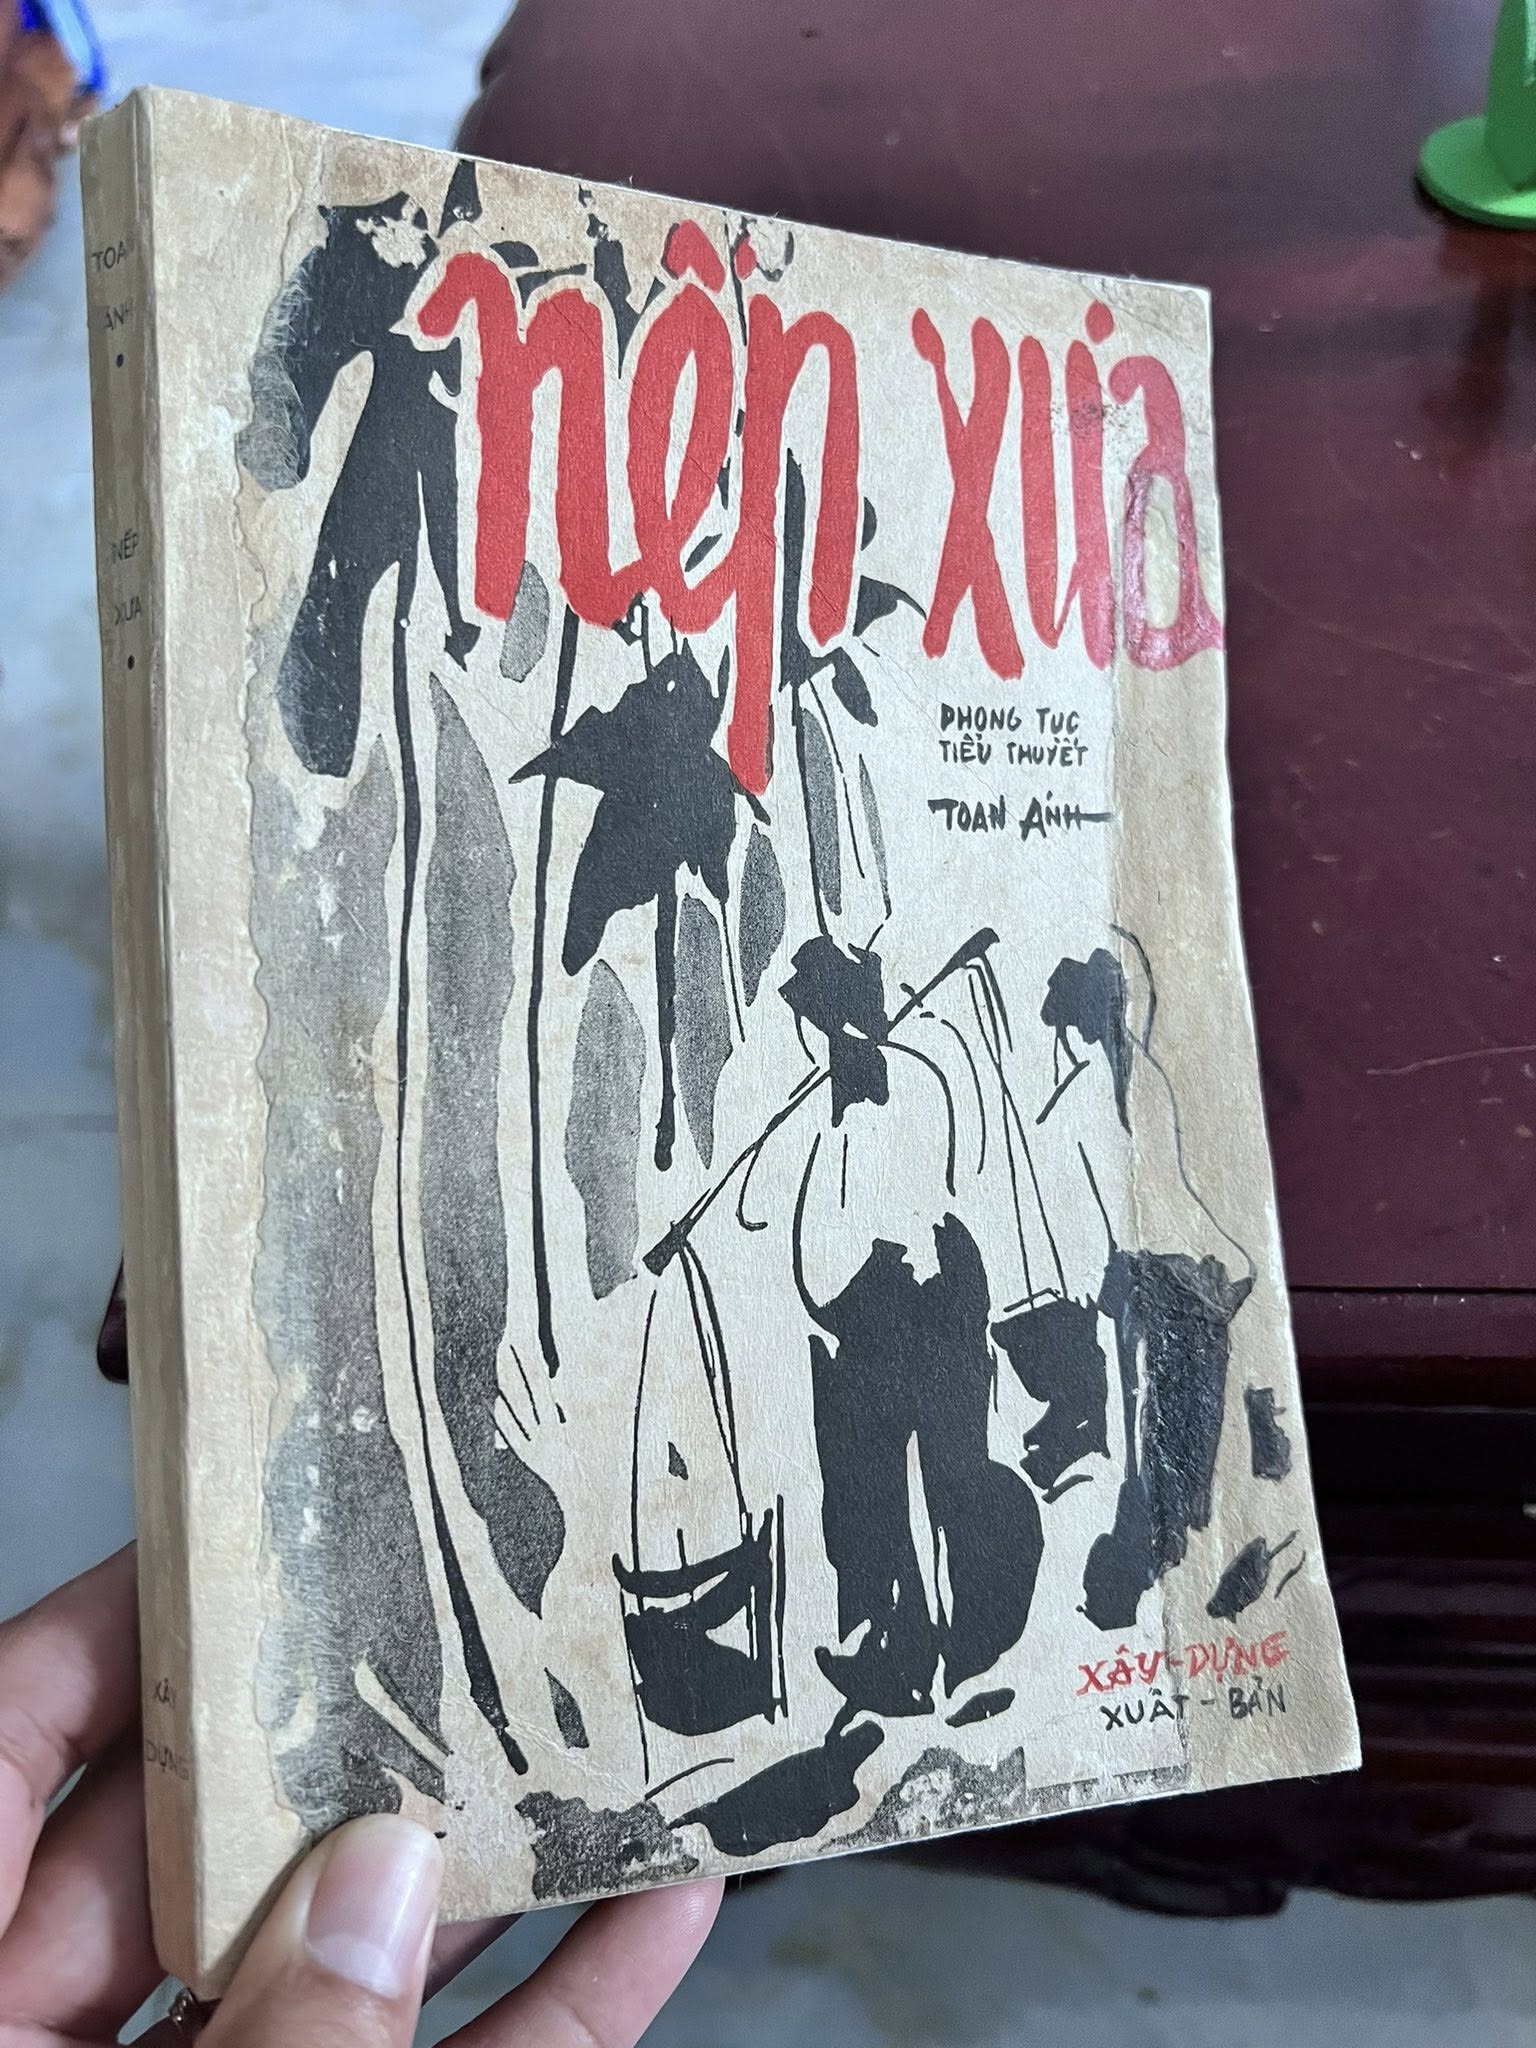 nếp xưa
PHONG TỤC
TIỂU THUYẾT
TOAN ÁNH
XÂY-DỰNG
XUẤT-BẢN
TOAN
ÁNH
NẾP
XƯA
XÂY
DỰNG